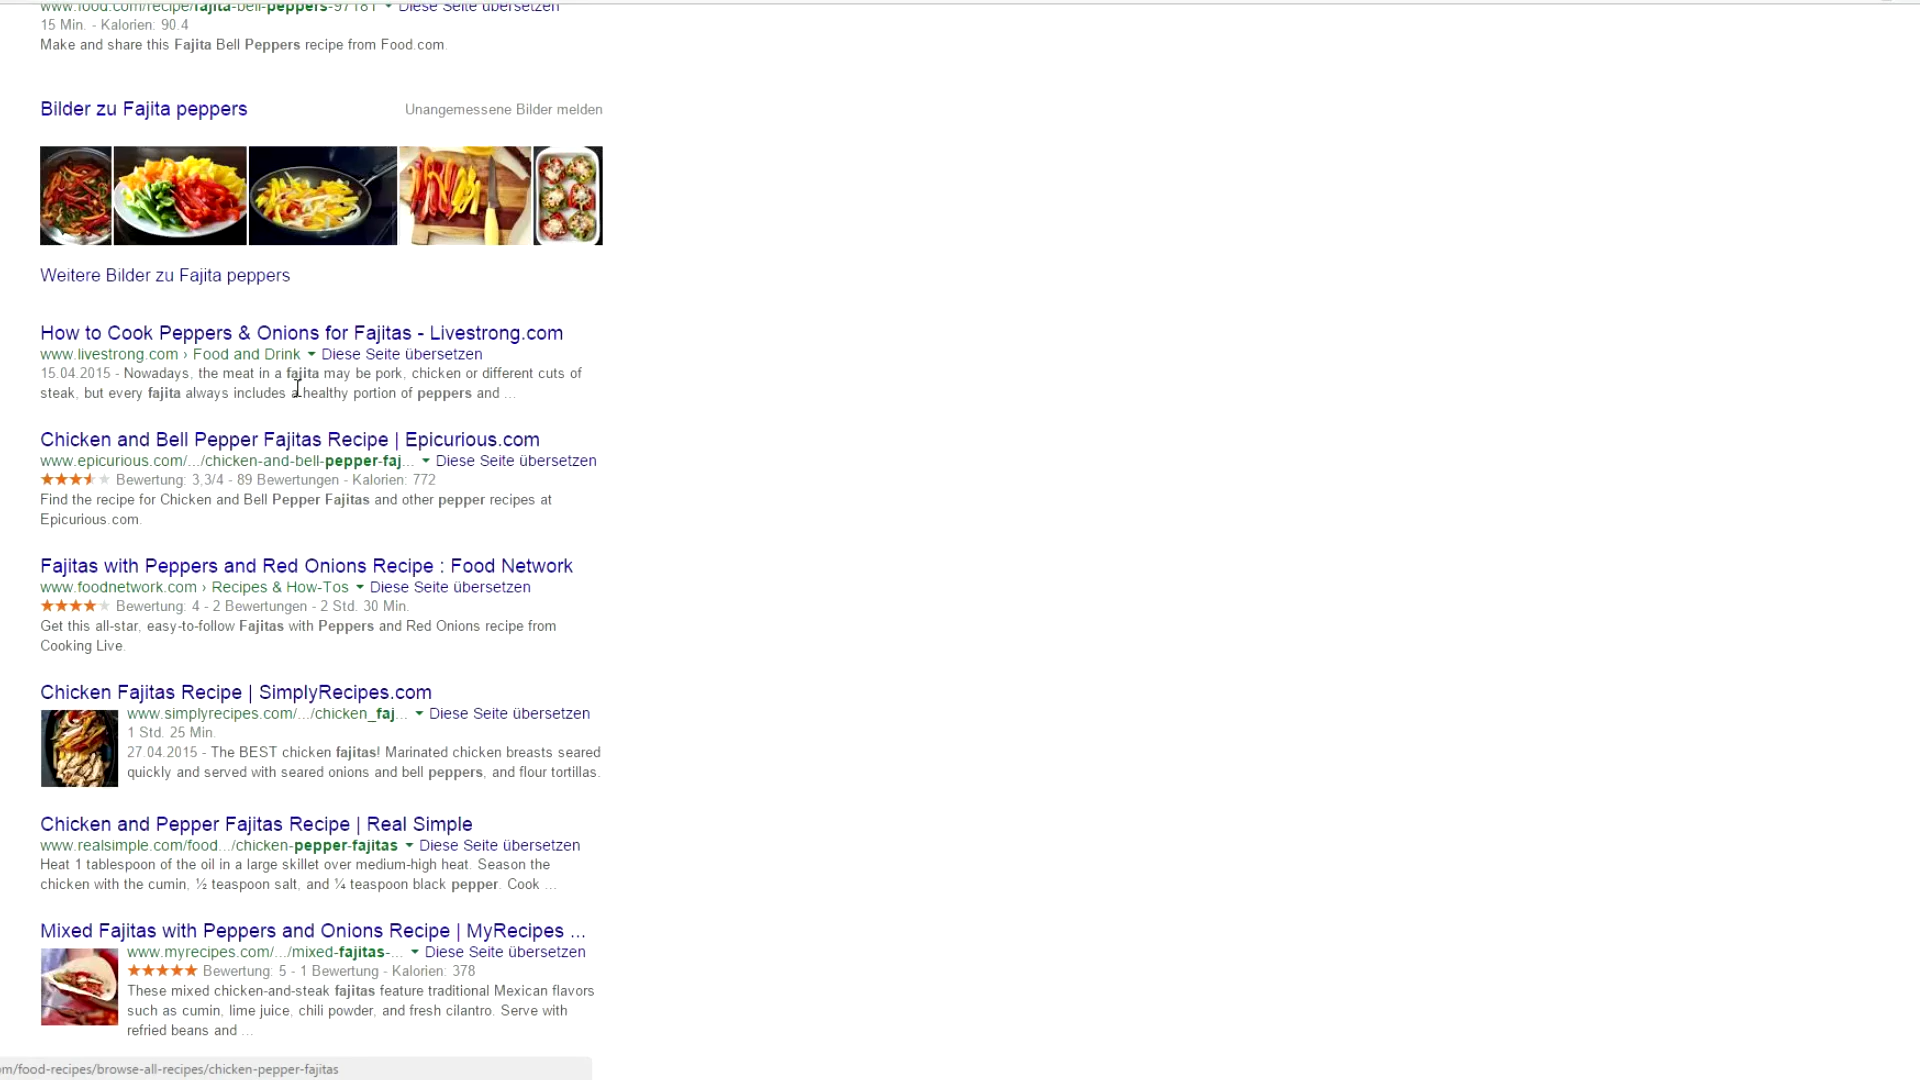 www.food.com/recipe/fajita-bell-peppers-97181 Diese Seite übersetzen
15 Min. - Kalorien: 90.4
Make and share this Fajita Bell Peppers recipe from Food.com.
Bilder zu Fajita peppers Unangemessene Bilder melden
Weitere Bilder zu Fajita peppers
How to Cook Peppers & Onions for Fajitas - Livestrong.com
www.livestrong.com › Food and Drink Diese Seite übersetzen
15.04.2015 - Nowadays, the meat in a fajita may be pork, chicken or different cuts of
steak, but every fajita always includes a healthy portion of peppers and ...
Chicken and Bell Pepper Fajitas Recipe | Epicurious.com
www.epicurious.com/.../chicken-and-bell-pepper-faj... Diese Seite übersetzen
Bewertung: 3,3/4 - 89 Bewertungen - Kalorien: 772
Find the recipe for Chicken and Bell Pepper Fajitas and other pepper recipes at
Epicurious.com.
Fajitas with Peppers and Red Onions Recipe : Food Network
www.foodnetwork.com › Recipes & How-Tos Diese Seite übersetzen
Bewertung: 4 - 2 Bewertungen - 2 Std. 30 Min.
Get this all-star, easy-to-follow Fajitas with Peppers and Red Onions recipe from
Cooking Live.
Chicken Fajitas Recipe | SimplyRecipes.com
www.simplyrecipes.com/.../chicken_faj... Diese Seite übersetzen
1 Std. 25 Min.
27.04.2015 - The BEST chicken fajitas! Marinated chicken breasts seared
quickly and served with seared onions and bell peppers, and flour tortillas.
Chicken and Pepper Fajitas Recipe | Real Simple
www.realsimple.com/food.../chicken-pepper-fajitas Diese Seite übersetzen
Heat 1 tablespoon of the oil in a large skillet over medium-high heat. Season the
chicken with the cumin, ½ teaspoon salt, and ¼ teaspoon black pepper. Cook ...
Mixed Fajitas with Peppers and Onions Recipe | MyRecipes ...
www.myrecipes.com/.../mixed-fajitas-... Diese Seite übersetzen
Bewertung: 5 - 1 Bewertung - Kalorien: 378
These mixed chicken-and-steak fajitas feature traditional Mexican flavors
such as cumin, lime juice, chili powder, and fresh cilantro. Serve with
refried beans and ...
om/food-recipes/browse-all-recipes/chicken-pepper-fajitas